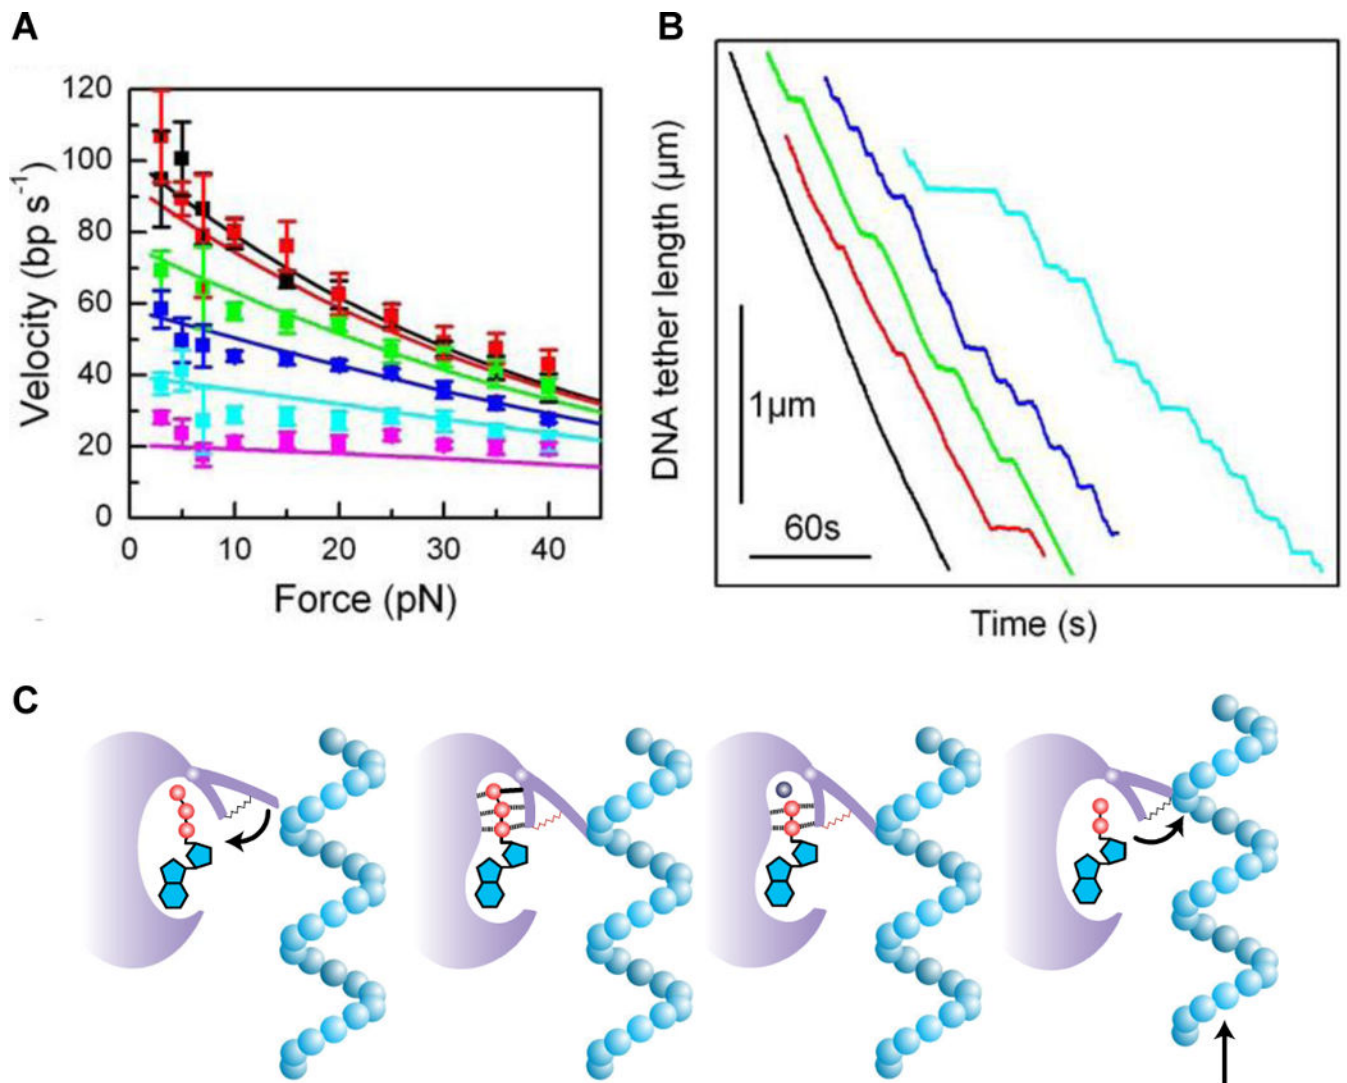 A
B
120
100
80
60
40
20
0
Velocity (bp s⁻¹)
0 10 20 30 40
Force (pN)
DNA tether length (µm)
1µm
60s
Time (s)
C